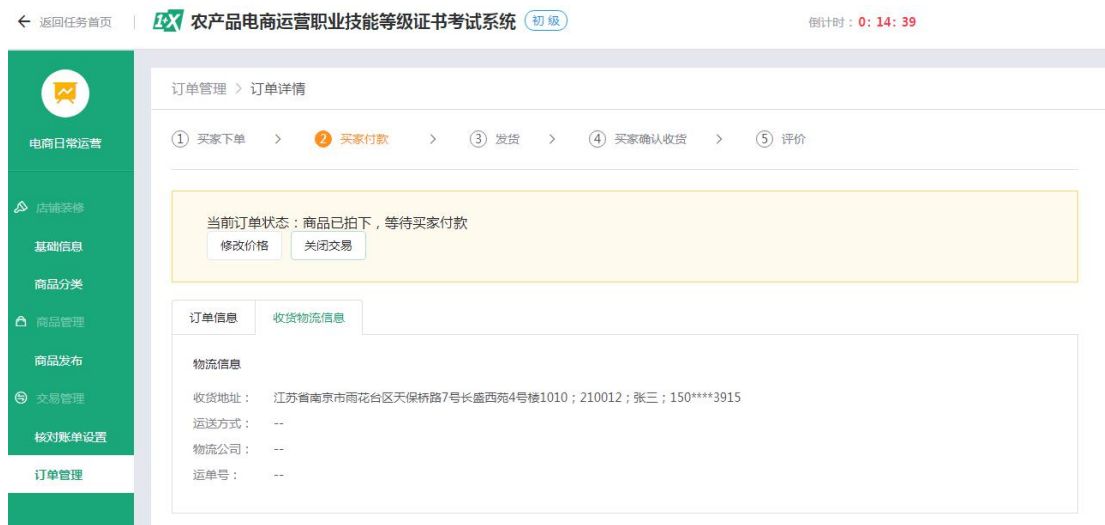 返回任务首页
1+X 农产品电商运营职业技能等级证书考试系统 初级
倒计时：0: 14: 39
电商日常运营
店铺装修
基础信息
商品分类
商品管理
商品发布
交易管理
核对账单设置
订单管理
订单管理 > 订单详情
1 买家下单 > 2 买家付款 > 3 发货 > 4 买家确认收货 > 5 评价
当前订单状态：商品已拍下，等待买家付款
修改价格 关闭交易
订单信息 收货物流信息
物流信息
收货地址： 江苏省南京市雨花台区天保桥路7号长盛西苑4号楼1010；210012；张三；150****3915
运送方式： --
物流公司： --
运单号： --